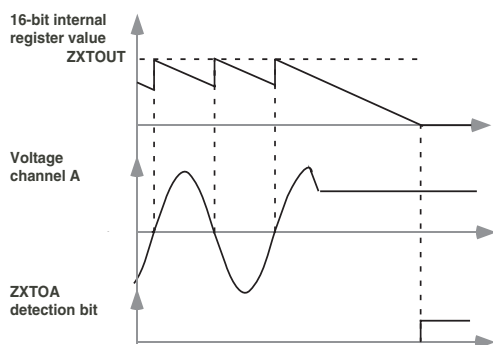 16-bit internal
register value
ZXTOUT
Voltage
channel A
ZXTOA
detection bit